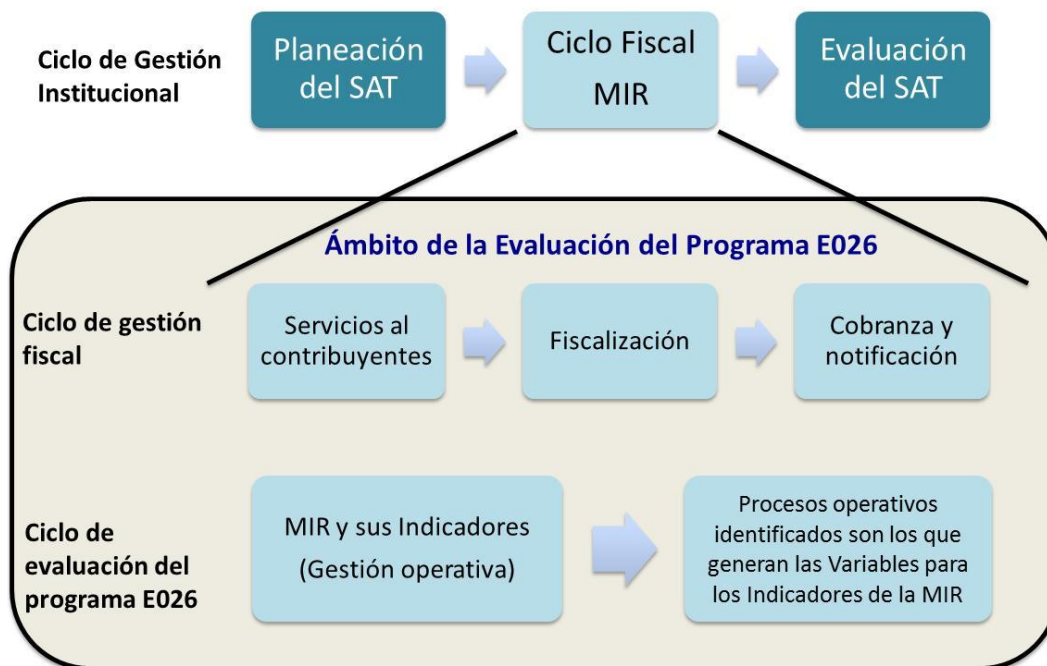 Ciclo de Gestión
Institucional
Planeación
del SAT
Ciclo Fiscal
MIR
Evaluación
del SAT
Ámbito de la Evaluación del Programa E026
Ciclo de gestión
fiscal
Servicios al
contribuyentes
Fiscalización
Cobranza y
notificación
Ciclo de
evaluación del
programa E026
MIR y sus Indicadores
(Gestión operativa)
Procesos operativos
identificados son los que
generan las Variables para
los Indicadores de la MIR